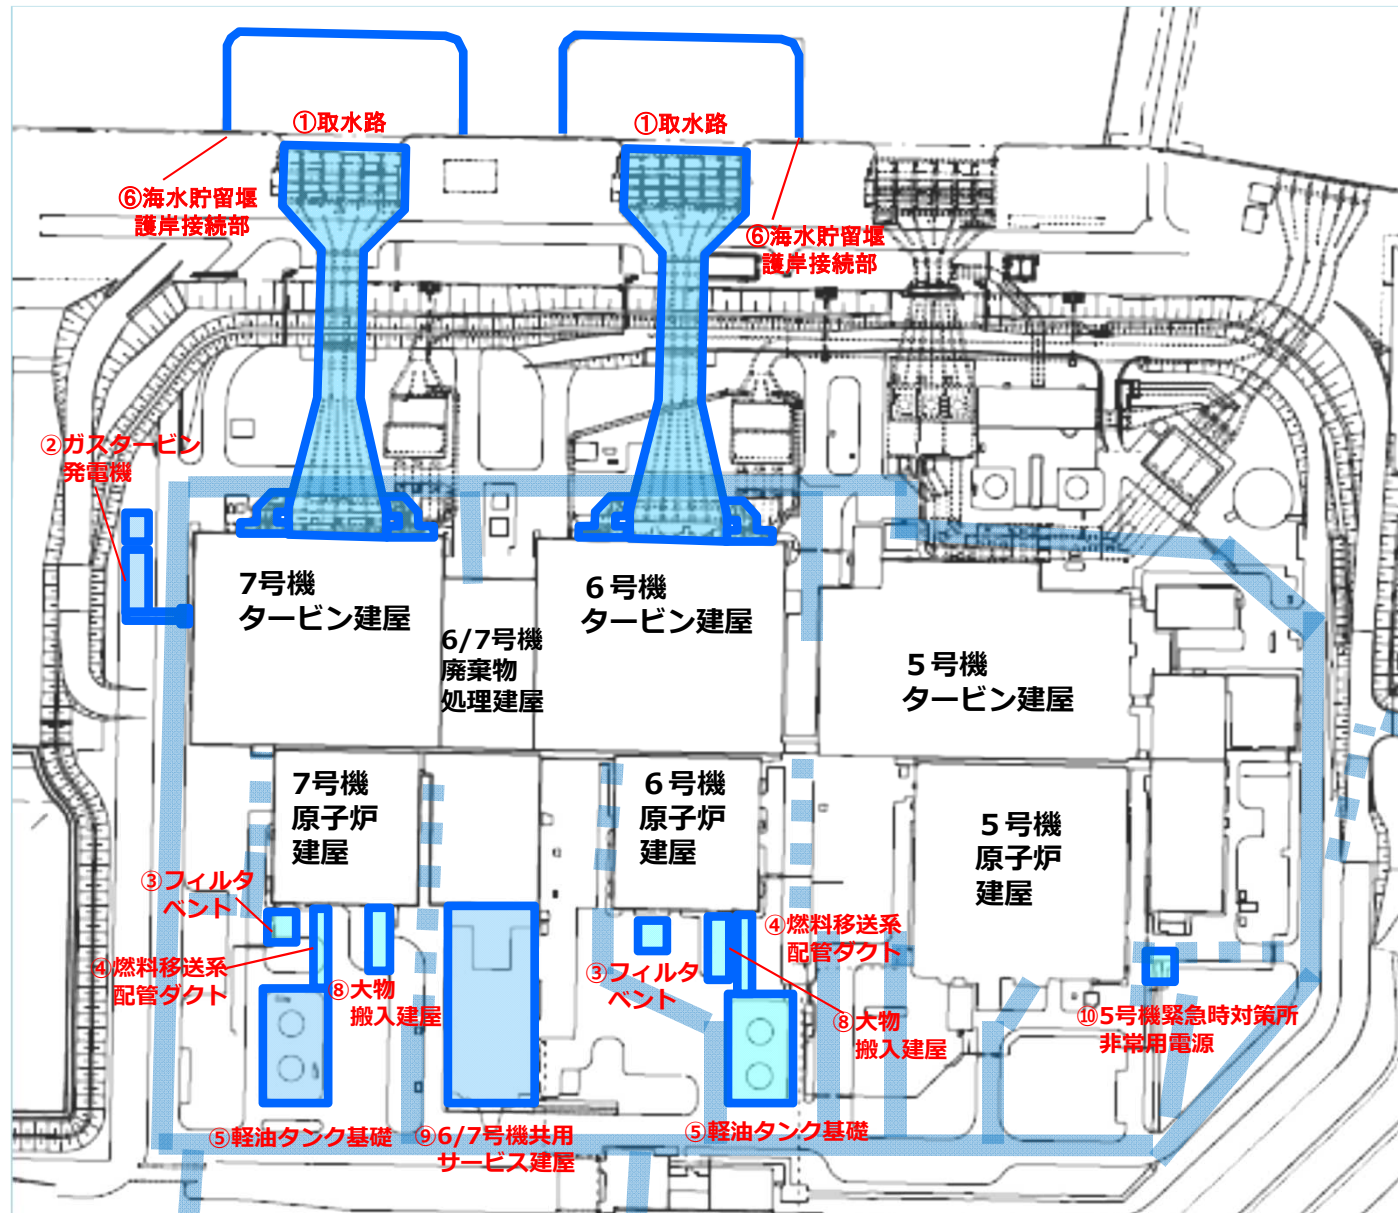 ①取水路
①取水路
⑥海水貯留堰
護岸接続部
⑥海水貯留堰
護岸接続部
②ガスタービン
発電機
7号機
タービン建屋
6/7号機
廃棄物
処理建屋
6号機
タービン建屋
5号機
タービン建屋
7号機
原子炉
建屋
6号機
原子炉
建屋
5号機
原子炉
建屋
③フィルタ
ベント
④燃料移送系
配管ダクト
⑧大物
搬入建屋
③フィルタ
ベント
④燃料移送系
配管ダクト
⑧大物
搬入建屋
⑩5号機緊急時対策所
非常用電源
⑤軽油タンク基礎
⑨6/7号機共用
サービス建屋
⑤軽油タンク基礎